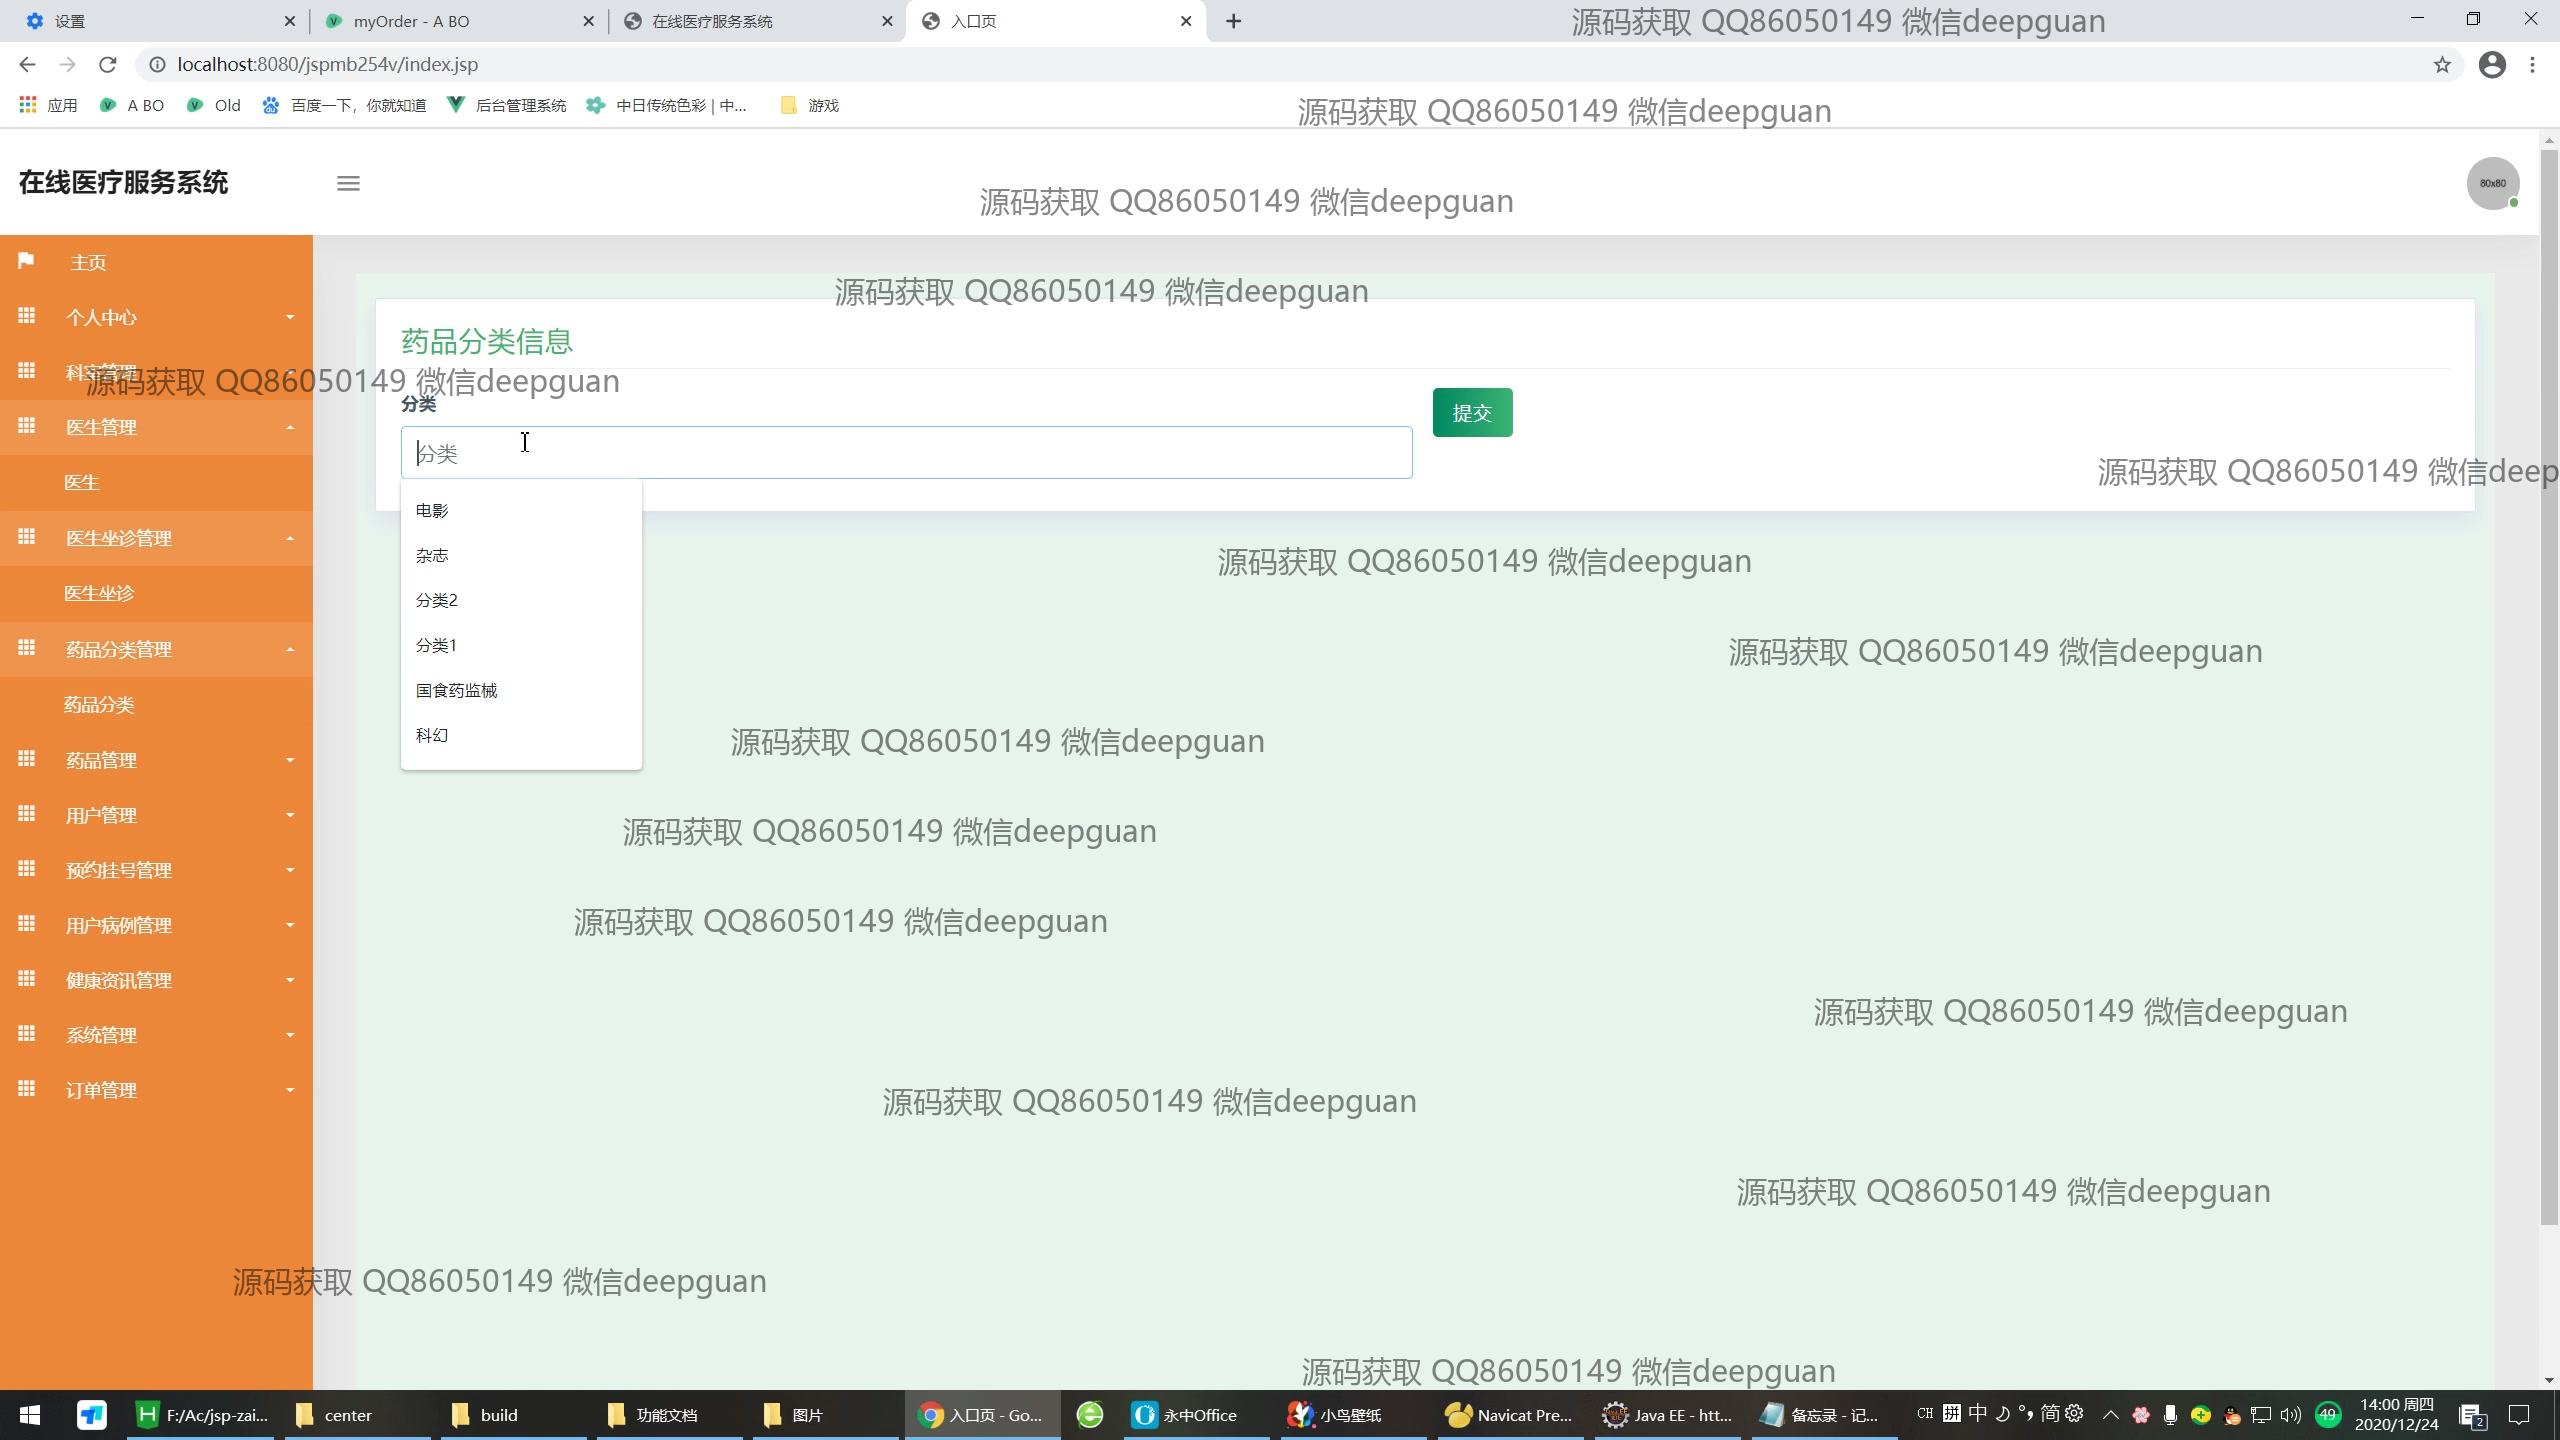 设置
myOrder - A BO
在线医疗服务系统
入口页
源码获取 QQ86050149 微信deepguan
localhost:8080/jspmb254v/index.jsp
应用
A BO
Old
百度一下，你就知道
后台管理系统
中日传统色彩 | 中...
游戏
源码获取 QQ86050149 微信deepguan
在线医疗服务系统
80x80
源码获取 QQ86050149 微信deepguan
主页
源码获取 QQ86050149 微信deepguan
个人中心
药品分类信息
科室管理
源码获取 QQ86050149 微信deepguan
分类
提交
医生管理
分类
源码获取 QQ86050149 微信deep
医生
电影
医生坐诊管理
杂志
源码获取 QQ86050149 微信deepguan
医生坐诊
分类2
药品分类管理
分类1
源码获取 QQ86050149 微信deepguan
药品分类
国食药监械
科幻
源码获取 QQ86050149 微信deepguan
药品管理
用户管理
源码获取 QQ86050149 微信deepguan
预约挂号管理
用户病例管理
源码获取 QQ86050149 微信deepguan
健康资讯管理
源码获取 QQ86050149 微信deepguan
系统管理
订单管理
源码获取 QQ86050149 微信deepguan
源码获取 QQ86050149 微信deepguan
源码获取 QQ86050149 微信deepguan
源码获取 QQ86050149 微信deepguan
F:/Ac/jsp-zai...
center
build
功能文档
图片
入口页 - Go...
永中Office
小鸟壁纸
Navicat Pre...
Java EE - htt...
备忘录 - 记...
CH 拼 中 简
49
14:00 周四
2020/12/24
2